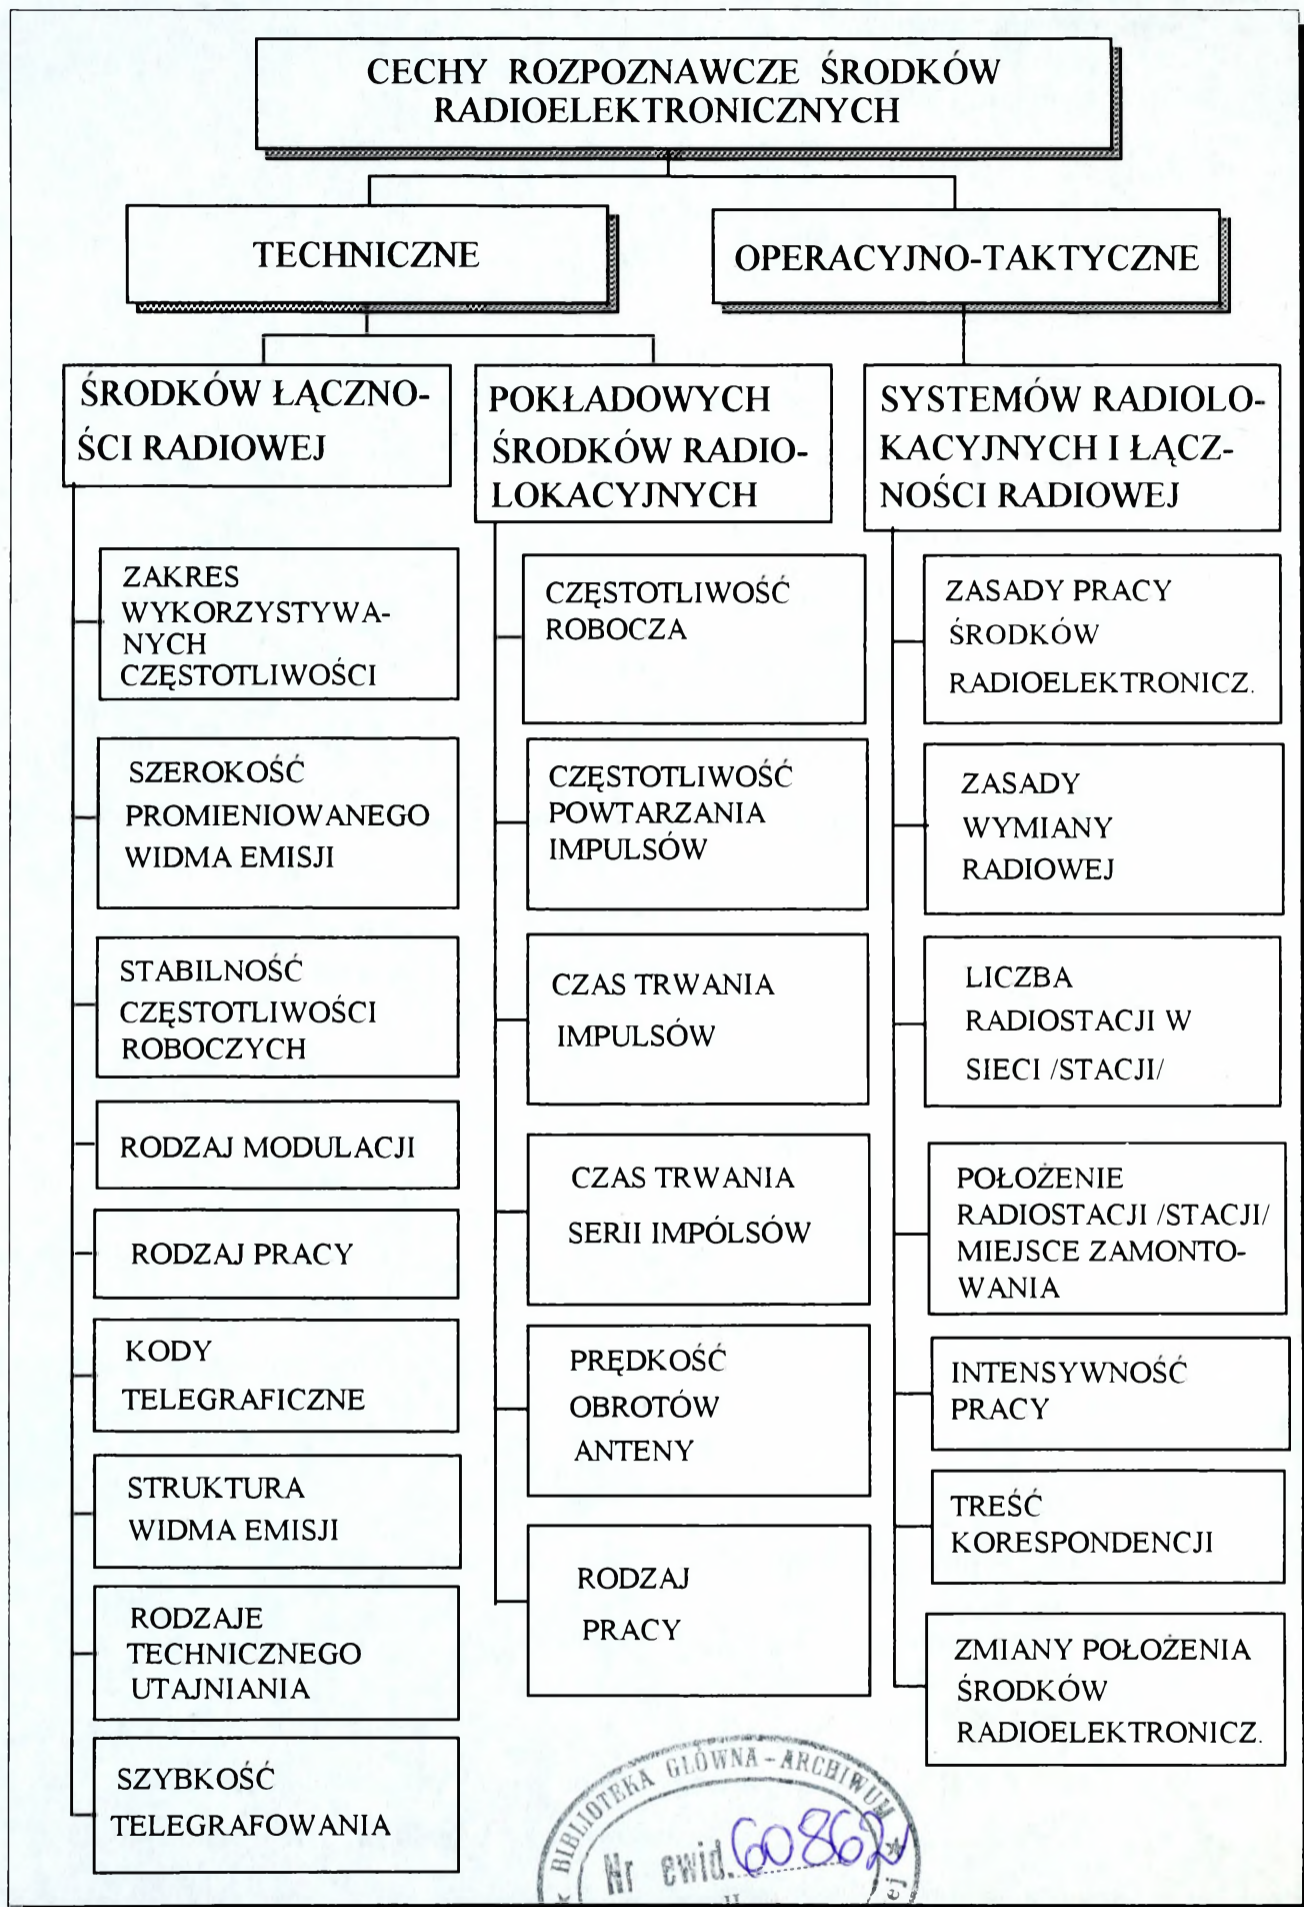 CECHY ROZPOZNAWCZE ŚRODKÓW
RADIOELEKTRONICZNYCH
TECHNICZNE
OPERACYJNO-TAKTYCZNE
ŚRODKÓW ŁĄCZNO-
ŚCI RADIOWEJ
ZAKRES
WYKORZYSTYWA-
NYCH
CZĘSTOTLIWOŚCI
SZEROKOŚĆ
PROMIENIOWANEGO
WIDMA EMISJI
STABILNOŚĆ
CZĘSTOTLIWOŚCI
ROBOCZYCH
RODZAJ MODULACJI
RODZAJ PRACY
KODY
TELEGRAFICZNE
STRUKTURA
WIDMA EMISJI
RODZAJE
TECHNICZNEGO
UTAJNIANIA
SZYBKOŚĆ
TELEGRAFOWANIA
POKŁADOWYCH
ŚRODKÓW RADIO-
LOKACYJNYCH
CZĘSTOTLIWOŚĆ
ROBOCZA
CZĘSTOTLIWOŚĆ
POWTARZANIA
IMPULSÓW
CZAS TRWANIA
IMPULSÓW
CZAS TRWANIA
SERII IMPÓLSÓW
PRĘDKOŚĆ
OBROTÓW
ANTENY
RODZAJ
PRACY
SYSTEMÓW RADIOLO-
KACYJNYCH I ŁĄCZ-
NOŚCI RADIOWEJ
ZASADY PRACY
ŚRODKÓW
RADIOELEKTRONICZ.
ZASADY
WYMIANY
RADIOWEJ
LICZBA
RADIOSTACJI W
SIECI /STACJI/
POŁOŻENIE
RADIOSTACJI /STACJI/
MIEJSCE ZAMONTO-
WANIA
INTENSYWNOŚĆ
PRACY
TREŚĆ
KORESPONDENCJI
ZMIANY POŁOŻENIA
ŚRODKÓW
RADIOELEKTRONICZ.
BIBLIOTEKA GŁÓWNA - ARCHIWUM
Nr ewid. 60862